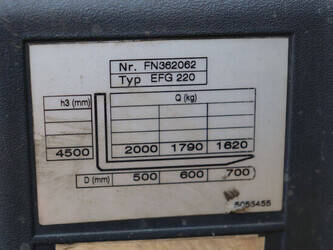 Nr. FN362062
Typ EFG 220
h3 (mm) Q (kg)
4500 2000 1790 1620
D (mm) 500 600 700
5053455